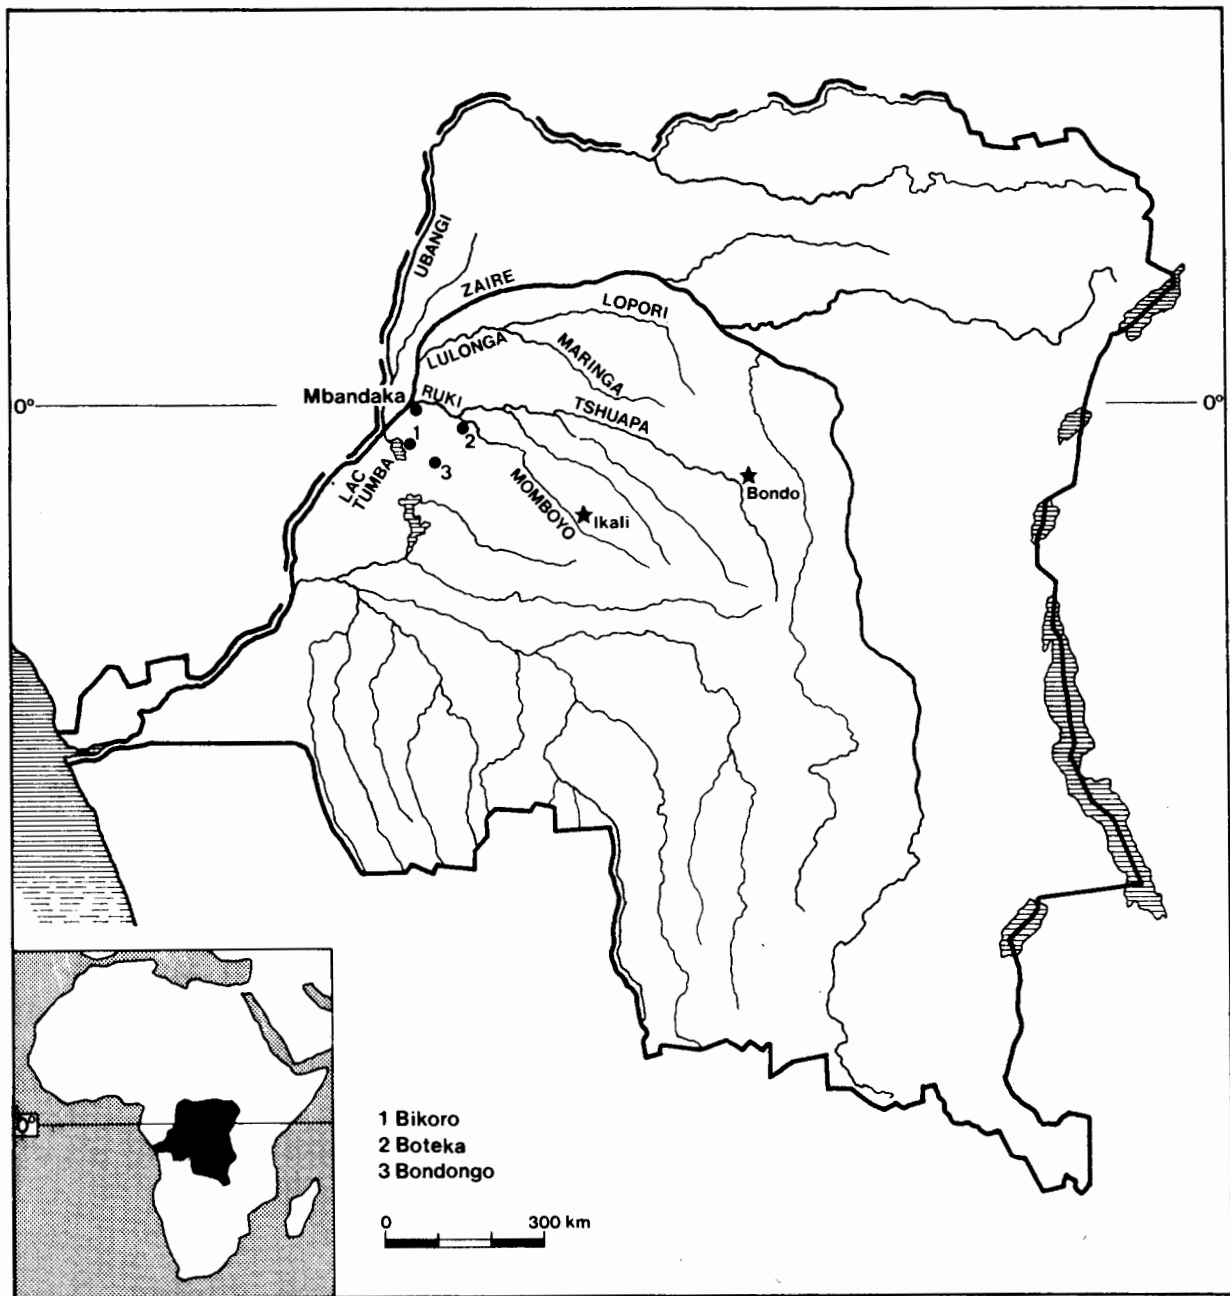 UBANGI
ZAIRE
LOPORI
LULONGA
MARINGA
0°
Mbandaka
RUKI
TSHUAPA
0°
1
2
3
LAC
TUMBA
MOMBOYO
Bondo
Ikali
0°
1 Bikoro
2 Boteka
3 Bondongo
0 300 km